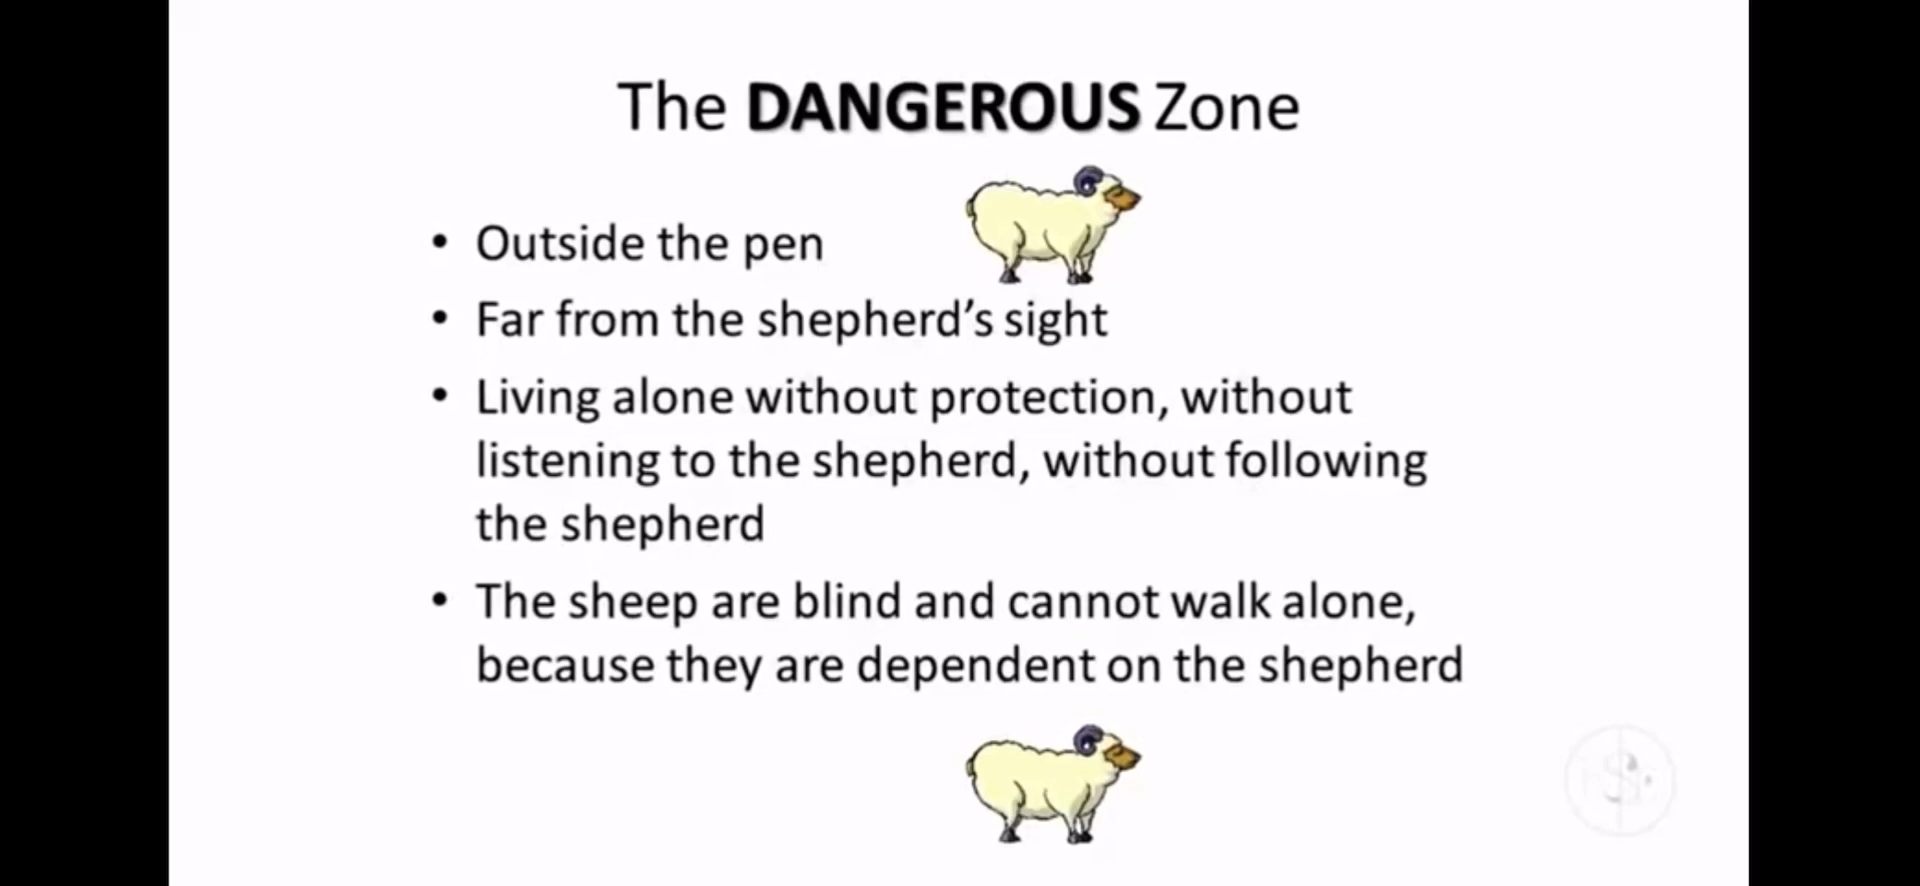 The DANGEROUS Zone
• Outside the pen
• Far from the shepherd’s sight
• Living alone without protection, without
listening to the shepherd, without following
the shepherd
• The sheep are blind and cannot walk alone,
because they are dependent on the shepherd